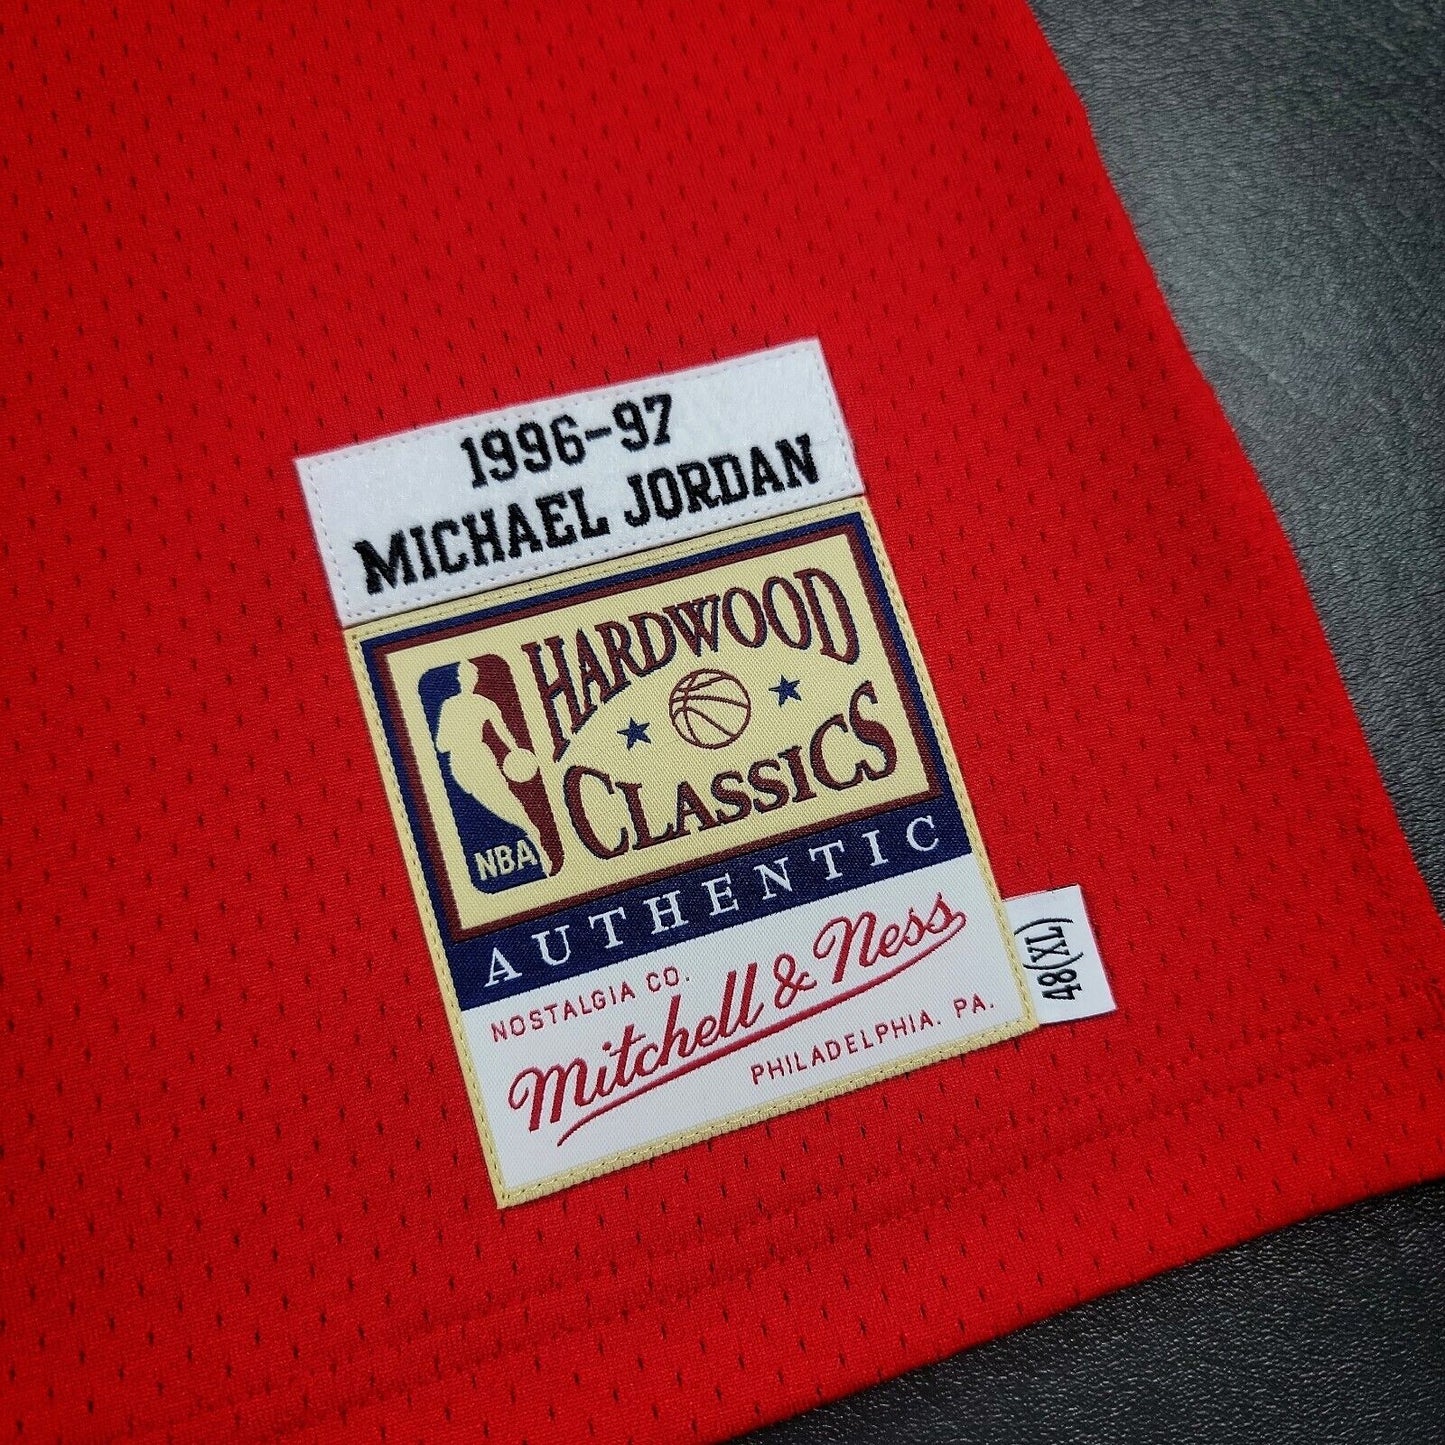 1996-97
MICHAEL JORDAN
HARDWOOD
CLASSICS
NBA
AUTHENTIC
NOSTALGIA CO.
Mitchell & Ness
PHILADELPHIA. PA.
48(XL)